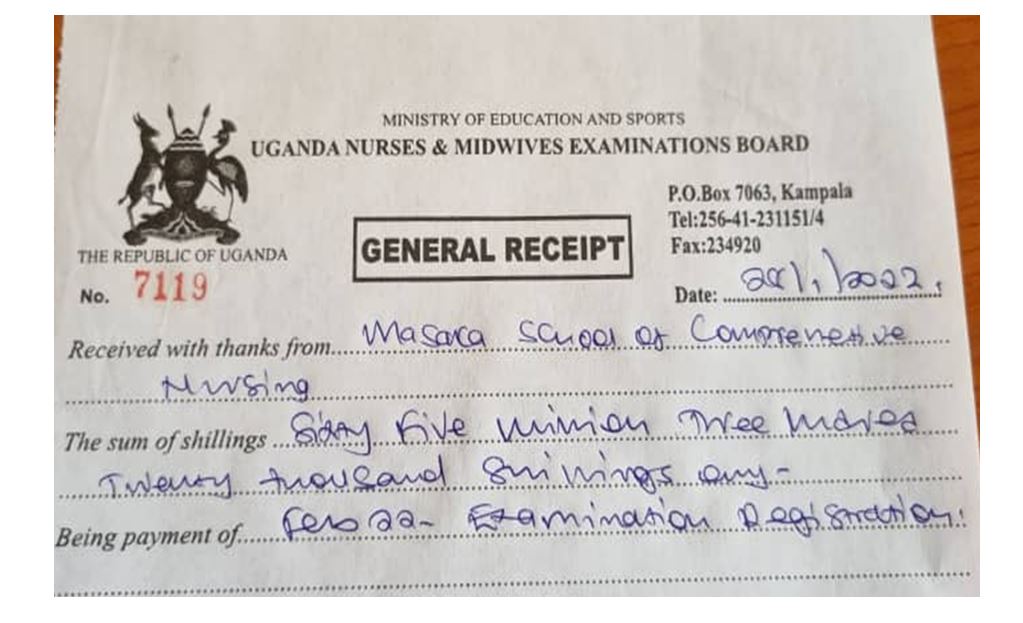 MINISTRY OF EDUCATION AND SPORTS
UGANDA NURSES & MIDWIVES EXAMINATIONS BOARD
P.O.Box 7063, Kampala
Tel:256-41-231151/4
Fax:234920
THE REPUBLIC OF UGANDA
GENERAL RECEIPT
No. 7119
Date: /1/2022.
Received with thanks from Masaka School of Comprehensive
Nursing
The sum of shillings Sixty Five Million Three Hundred
Twenty thousand Shillings only-
Being payment of Feb 22- Examination Registration.